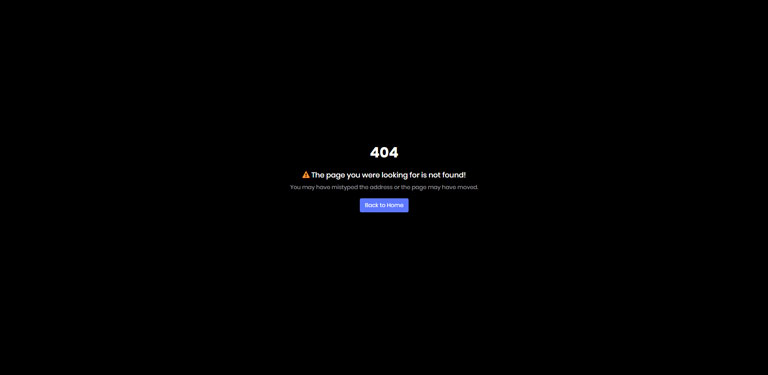 404
The page you were looking for is not found!
You may have mistyped the address or the page may have moved.
Back to Home